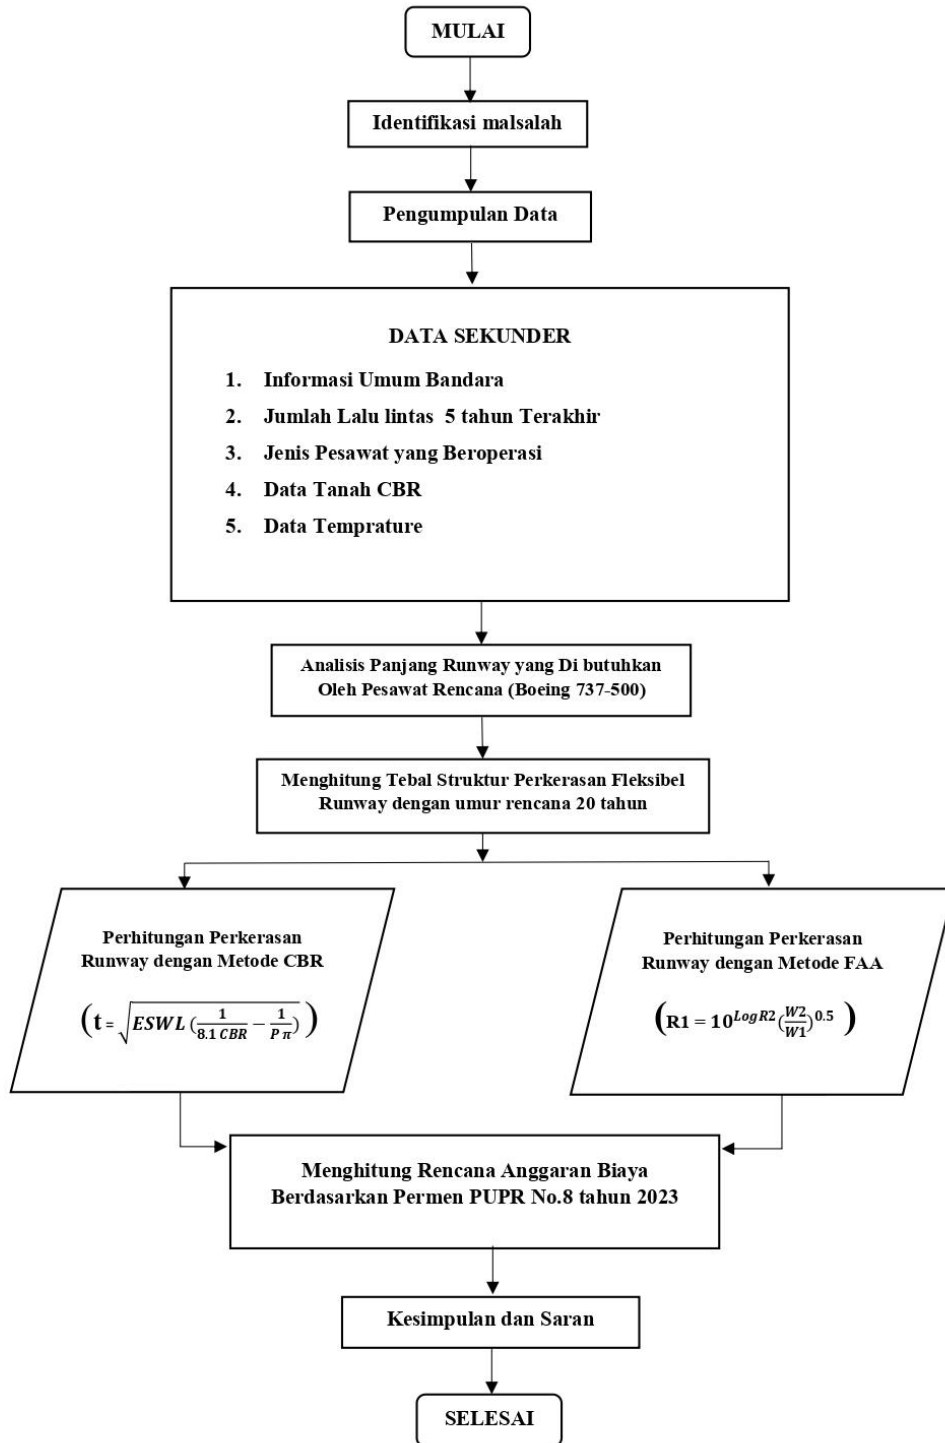 MULAI
Identifikasi malsalah
Pengumpulan Data
DATA SEKUNDER
1. Informasi Umum Bandara
2. Jumlah Lalu lintas 5 tahun Terakhir
3. Jenis Pesawat yang Beroperasi
4. Data Tanah CBR
5. Data Temprature
Analisis Panjang Runway yang Di butuhkan
Oleh Pesawat Rencana (Boeing 737-500)
Menghitung Tebal Struktur Perkerasan Fleksibel
Runway dengan umur rencana 20 tahun
Perhitungan Perkerasan
Runway dengan Metode CBR
(t = √(ESWL (1/(8.1 CBR) − 1/(P π))))
Perhitungan Perkerasan
Runway dengan Metode FAA
(R1 = 10^{LogR2} (W2/W1)^{0.5})
Menghitung Rencana Anggaran Biaya
Berdasarkan Permen PUPR No.8 tahun 2023
Kesimpulan dan Saran
SELESAI